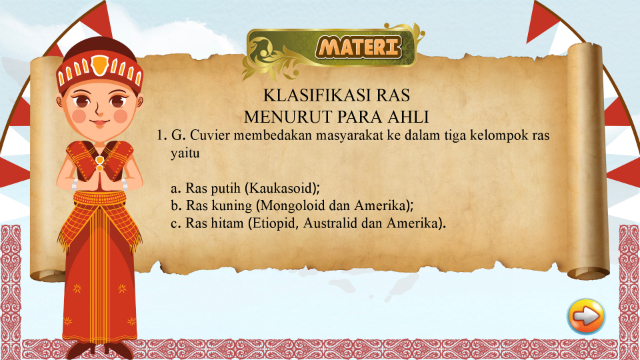 MATERI
KLASIFIKASI RAS
MENURUT PARA AHLI
1. G. Cuvier membedakan masyarakat ke dalam tiga kelompok ras
yaitu
a. Ras putih (Kaukasoid);
b. Ras kuning (Mongoloid dan Amerika);
c. Ras hitam (Etiopid, Australid dan Amerika).